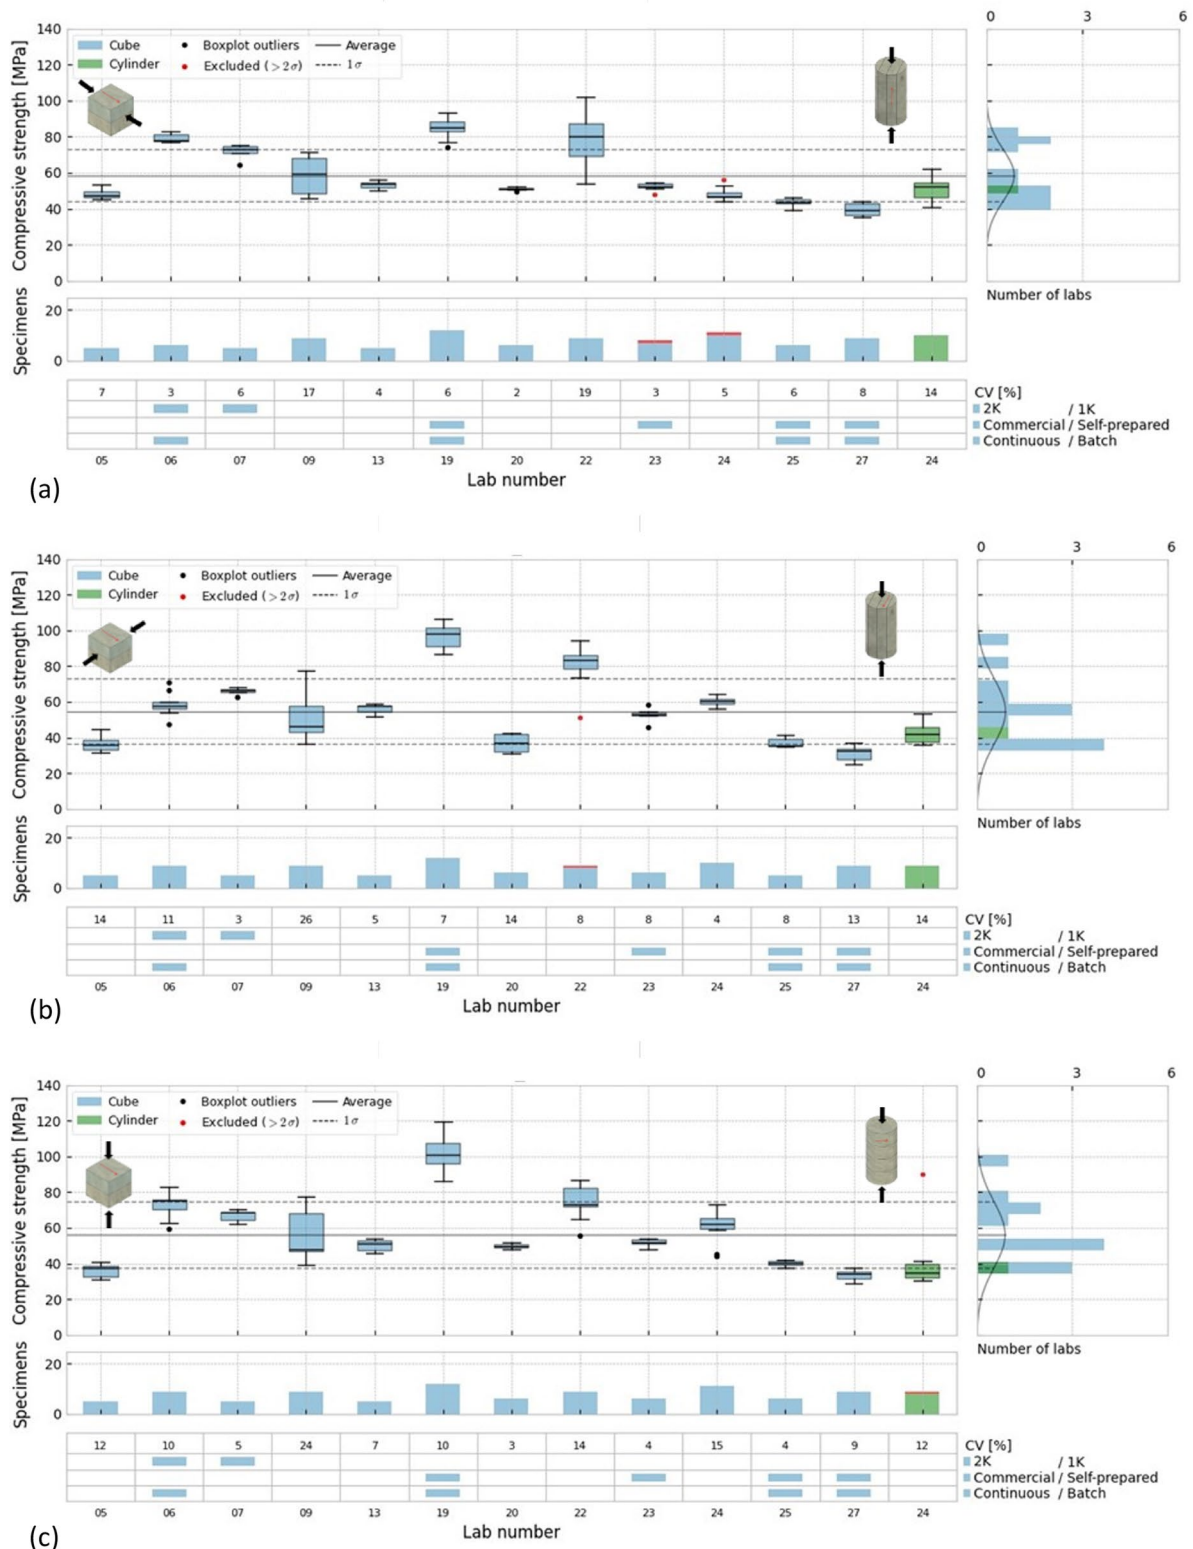 0 3 6
140
Cube Boxplot outliers Average
Cylinder Excluded (>2σ) 1σ
120
100
80
60
40
20
0
Compressive strength [MPa]
Number of labs
20
0
Specimens
7 3 6 17 4 6 2 19 3 5 6 8 14 CV [%]
2K / 1K
Commercial / Self-prepared
Continuous / Batch
05 06 07 09 13 19 20 22 23 24 25 27 24
Lab number
(a)
0 3 6
140
Cube Boxplot outliers Average
Cylinder Excluded (>2σ) 1σ
120
100
80
60
40
20
0
Compressive strength [MPa]
Number of labs
20
0
Specimens
14 11 3 26 5 7 14 8 8 4 8 13 14 CV [%]
2K / 1K
Commercial / Self-prepared
Continuous / Batch
05 06 07 09 13 19 20 22 23 24 25 27 24
Lab number
(b)
0 3 6
140
Cube Boxplot outliers Average
Cylinder Excluded (>2σ) 1σ
120
100
80
60
40
20
0
Compressive strength [MPa]
Number of labs
20
0
Specimens
12 10 5 24 7 10 3 14 4 15 4 9 12 CV [%]
2K / 1K
Commercial / Self-prepared
Continuous / Batch
05 06 07 09 13 19 20 22 23 24 25 27 24
Lab number
(c)